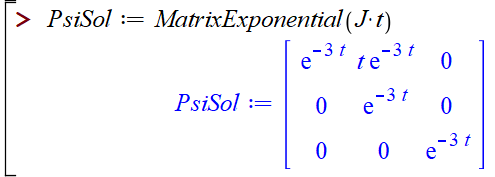 > PsiSol := MatrixExponential(J·t)
PsiSol := [ e^{-3 t} t e^{-3 t} 0
0 e^{-3 t} 0
0 0 e^{-3 t} ]